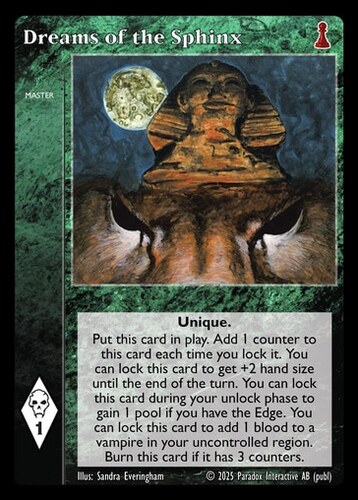 Dreams of the Sphinx
MASTER
Unique.
Put this card in play. Add 1 counter to
this card each time you lock it. You
can lock this card to get +2 hand size
until the end of the turn. You can lock
this card during your unlock phase to
gain 1 pool if you have the Edge. You
can lock this card to add 1 blood to a
vampire in your uncontrolled region.
Burn this card if it has 3 counters.
1
Illus: Sandra Everingham © 2025 Paradox Interactive AB (publ)